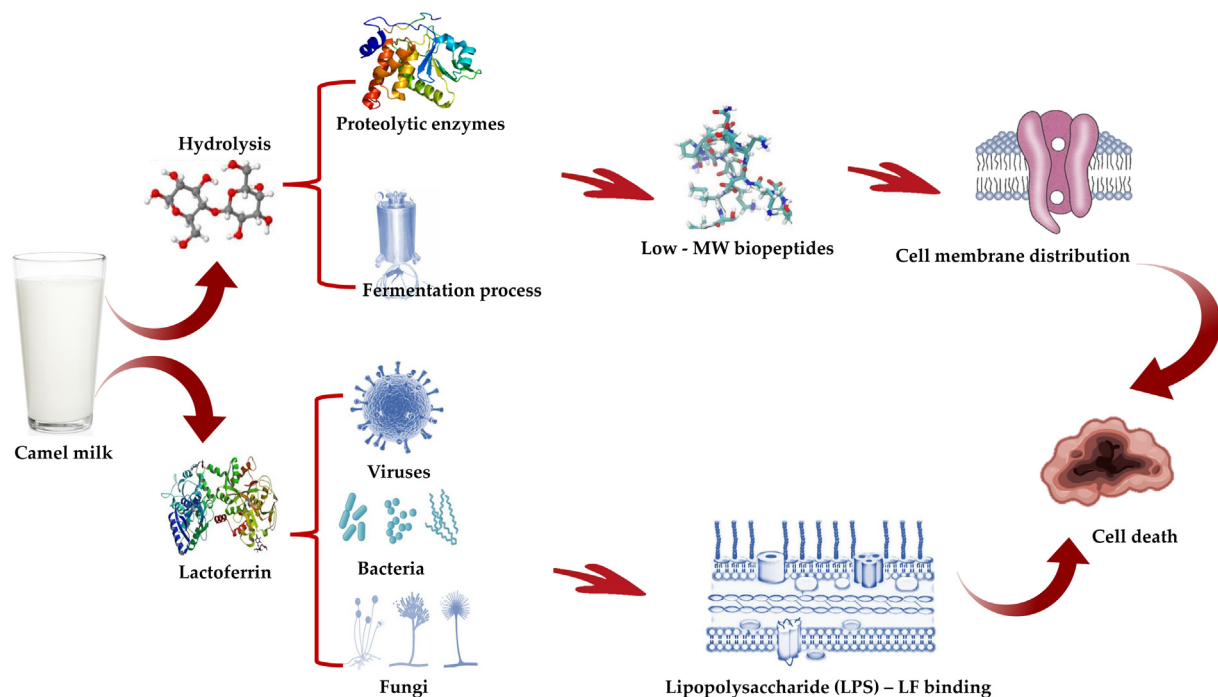 Proteolytic enzymes
Hydrolysis
Low - MW biopeptides
Cell membrane distribution
Fermentation process
Camel milk
Viruses
Lactoferrin
Bacteria
Cell death
Fungi
Lipopolysaccharide (LPS) – LF binding